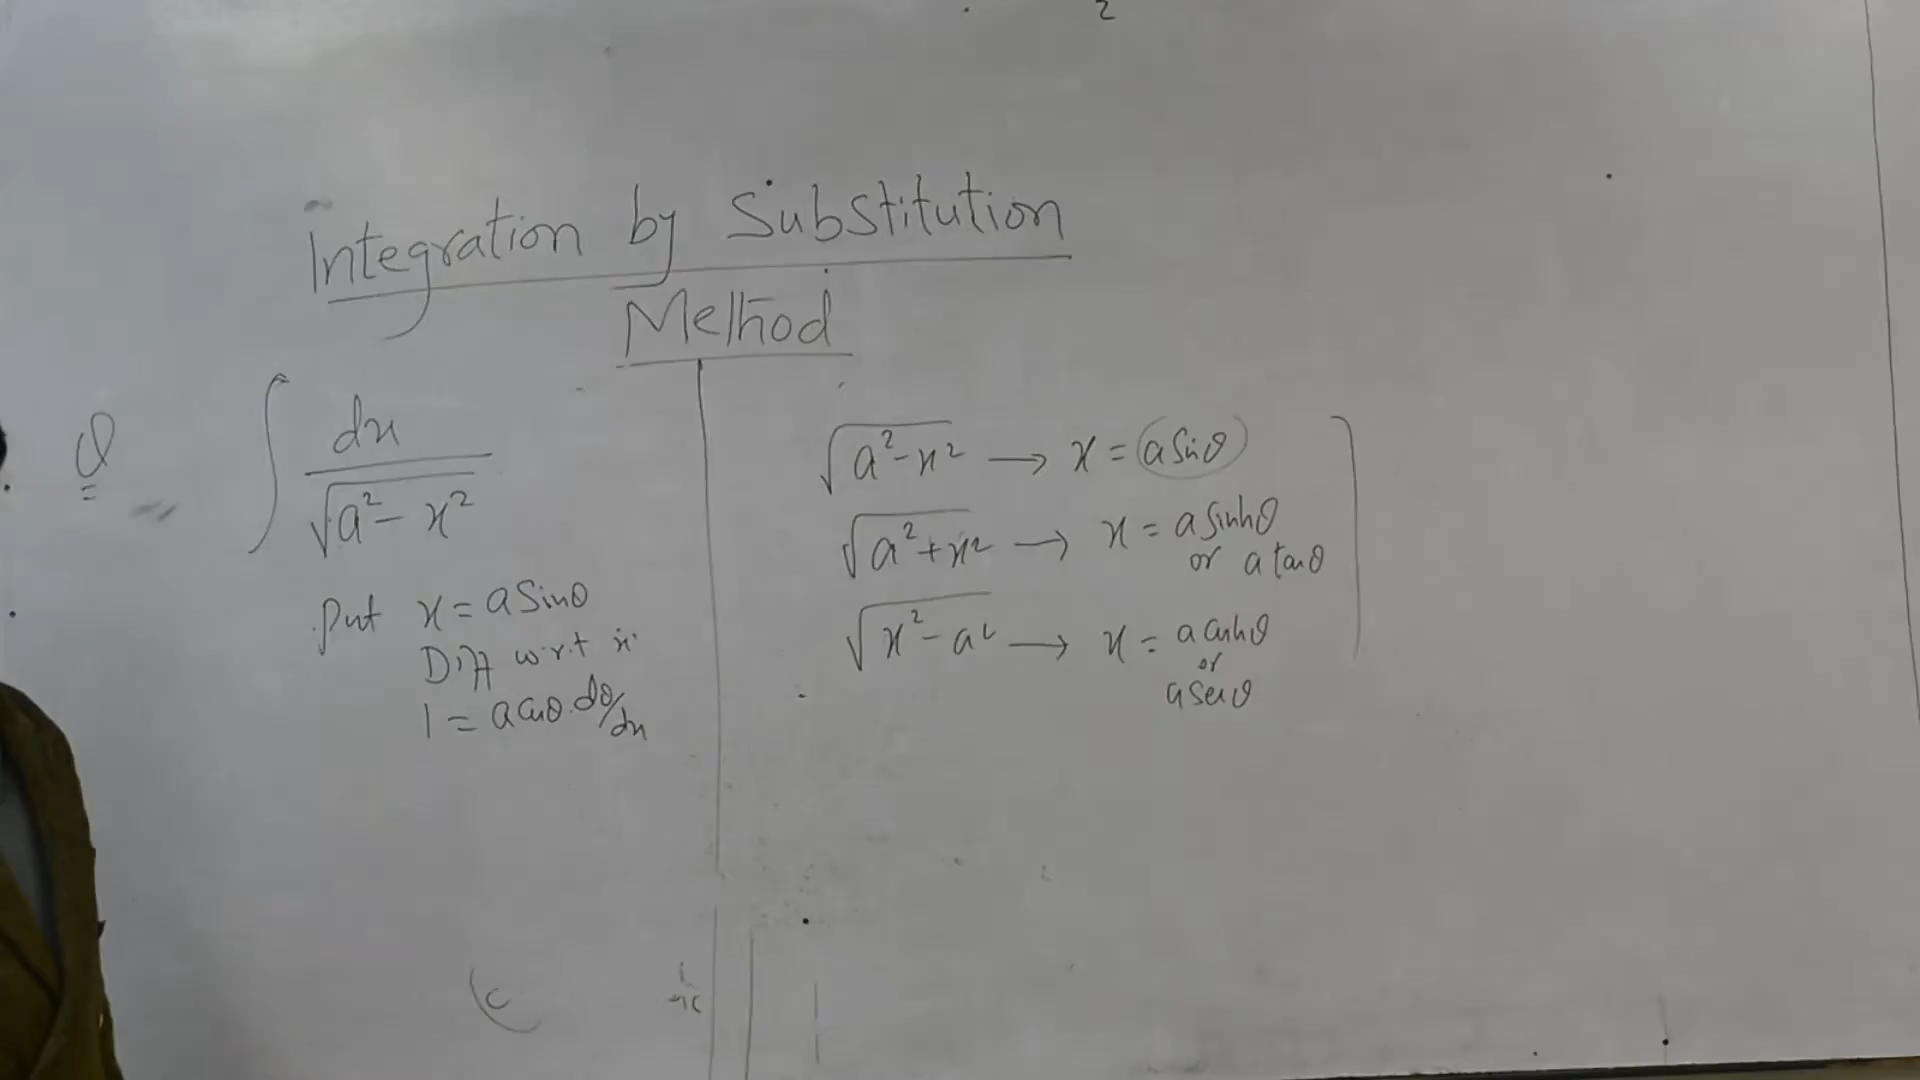 Integration by Substitution
Method
Q ∫ dx / √(a² - x²)
Put x = a Sinθ
Diff w.r.t x
1 = a cosθ dθ/dx
√(a² - x²) → x = a Sinθ
√(a² + x²) → x = a sinhθ
or a tanθ
√(x² - a²) → x = a coshθ
or
a secθ
2